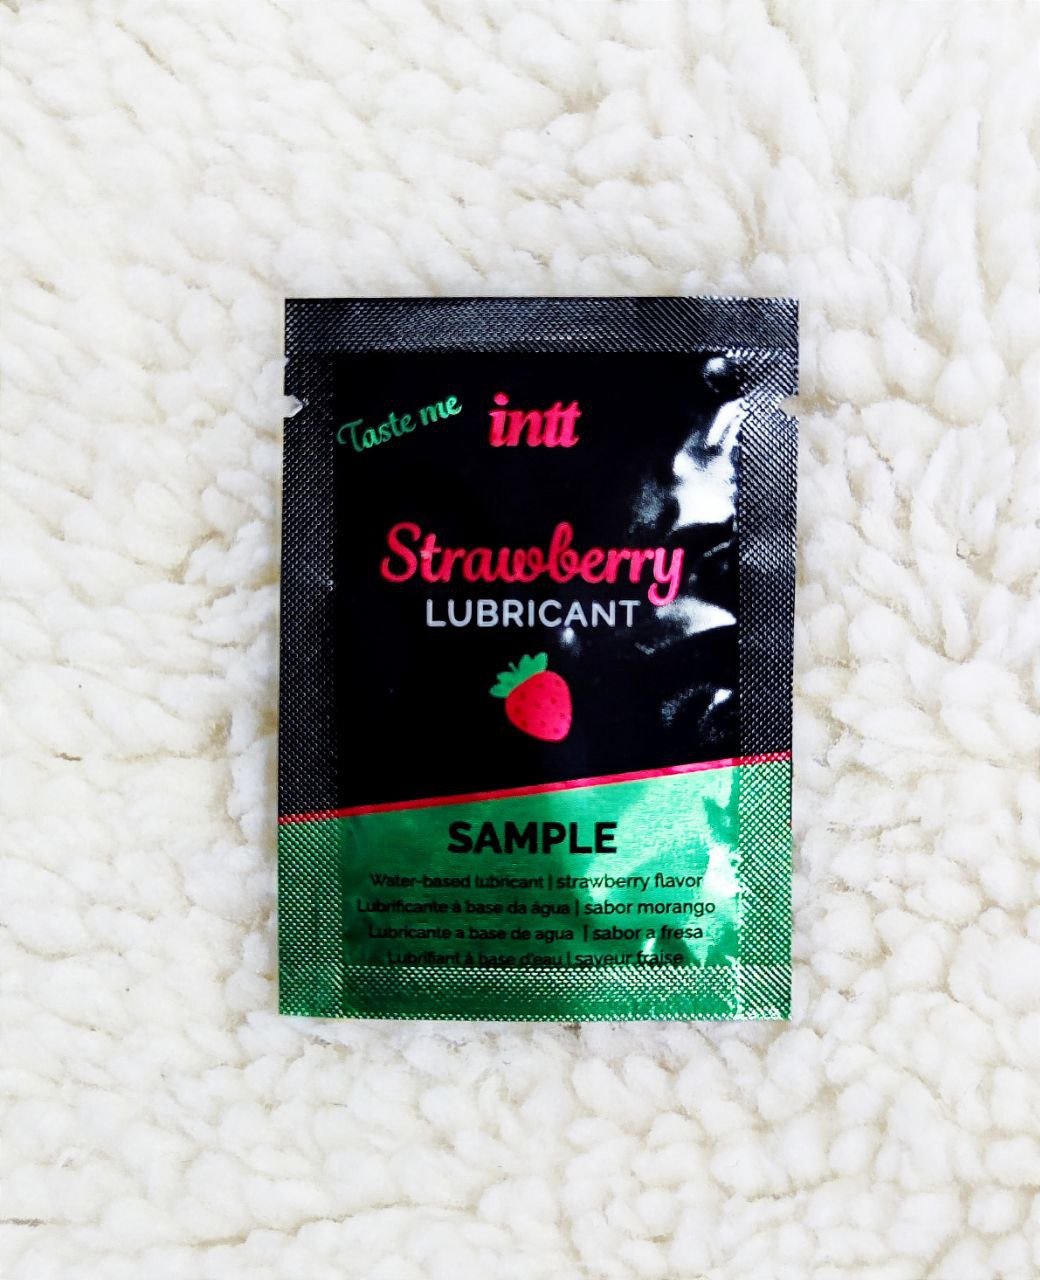 Taste me
intt
Strawberry
LUBRICANT
SAMPLE
Water-based lubricant | strawberry flavor
Lubrificante à base da água | sabor morango
Lubricante a base de agua | sabor a fresa
Lubrifiant à base d'eau | saveur fraise